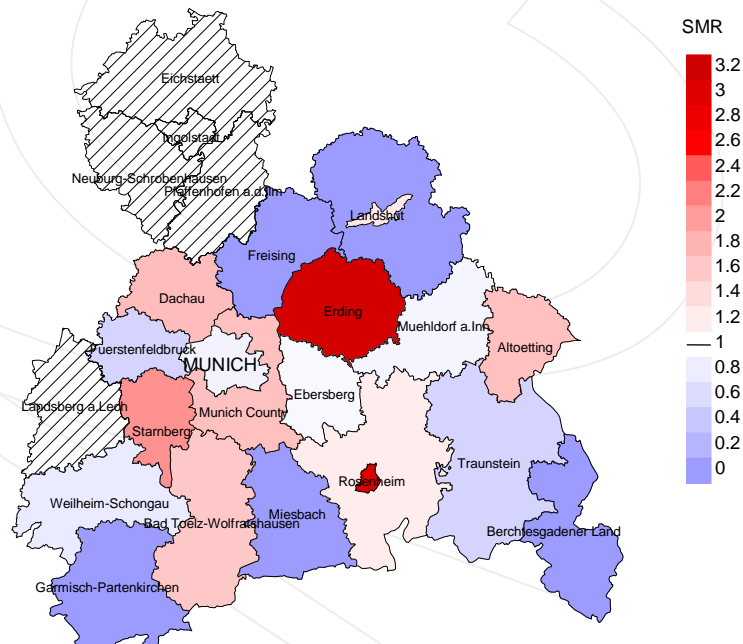 SMR
3.2
3
2.8
2.6
2.4
2.2
2
1.8
1.6
1.4
1.2
1
0.8
0.6
0.4
0.2
0
Eichstaett
Ingolstadt
Neuburg-Schrobenhausen
Pfaffenhofen a.d.Ilm
Landshut
Freising
Dachau
Erding
Muehldorf a.Inn
Altoetting
Fuerstenfeldbruck
MUNICH
Ebersberg
Landsberg a.Lech
Munich County
Starnberg
Traunstein
Rosenheim
Weilheim-Schongau
Miesbach
Bad Toelz-Wolfratshausen
Berchtesgadener Land
Garmisch-Partenkirchen